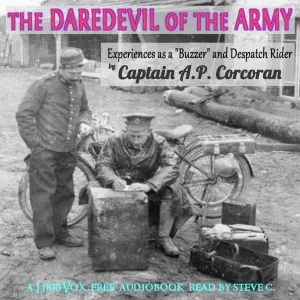 THE DAREDEVIL OF THE ARMY
Experiences as a "Buzzer" and Despatch Rider
by Captain A.P. Corcoran
A LIBRIVOX FREE AUDIOBOOK READ BY STEVE C.